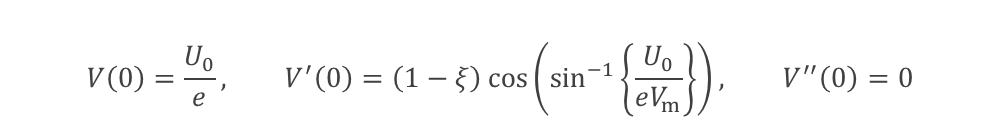 V(0) = U₀/e, V′(0) = (1 − ξ) cos(sin⁻¹{U₀/eVₘ}), V′′(0) = 0